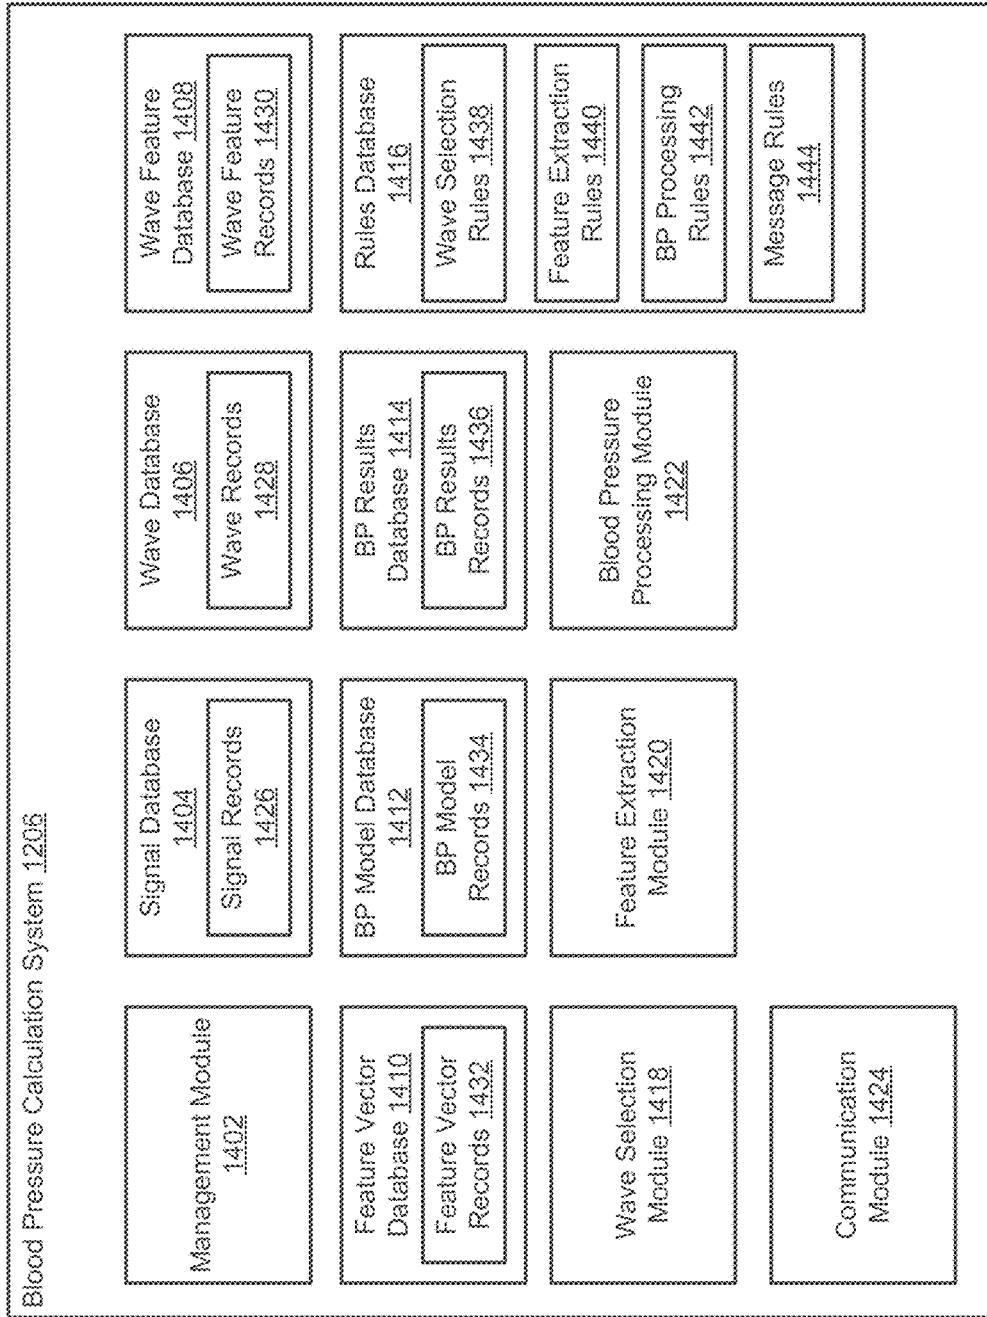 Blood Pressure Calculation System 1206
Management Module
1402
Signal Database
1404
Signal Records
1426
Wave Database
1406
Wave Records
1428
Wave Feature
Database 1408
Wave Feature
Records 1430
Feature Vector
Database 1410
Feature Vector
Records 1432
BP Model Database
1412
BP Model
Records 1434
BP Results
Database 1414
BP Results
Records 1436
Rules Database
1416
Wave Selection
Rules 1438
Feature Extraction
Rules 1440
BP Processing
Rules 1442
Message Rules
1444
Wave Selection
Module 1418
Feature Extraction
Module 1420
Blood Pressure
Processing Module
1422
Communication
Module 1424